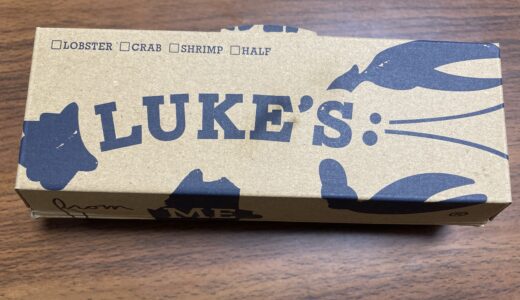 ☐LOBSTER ☐CRAB ☐SHRIMP ☐HALF
LUKE'S:
from
ME